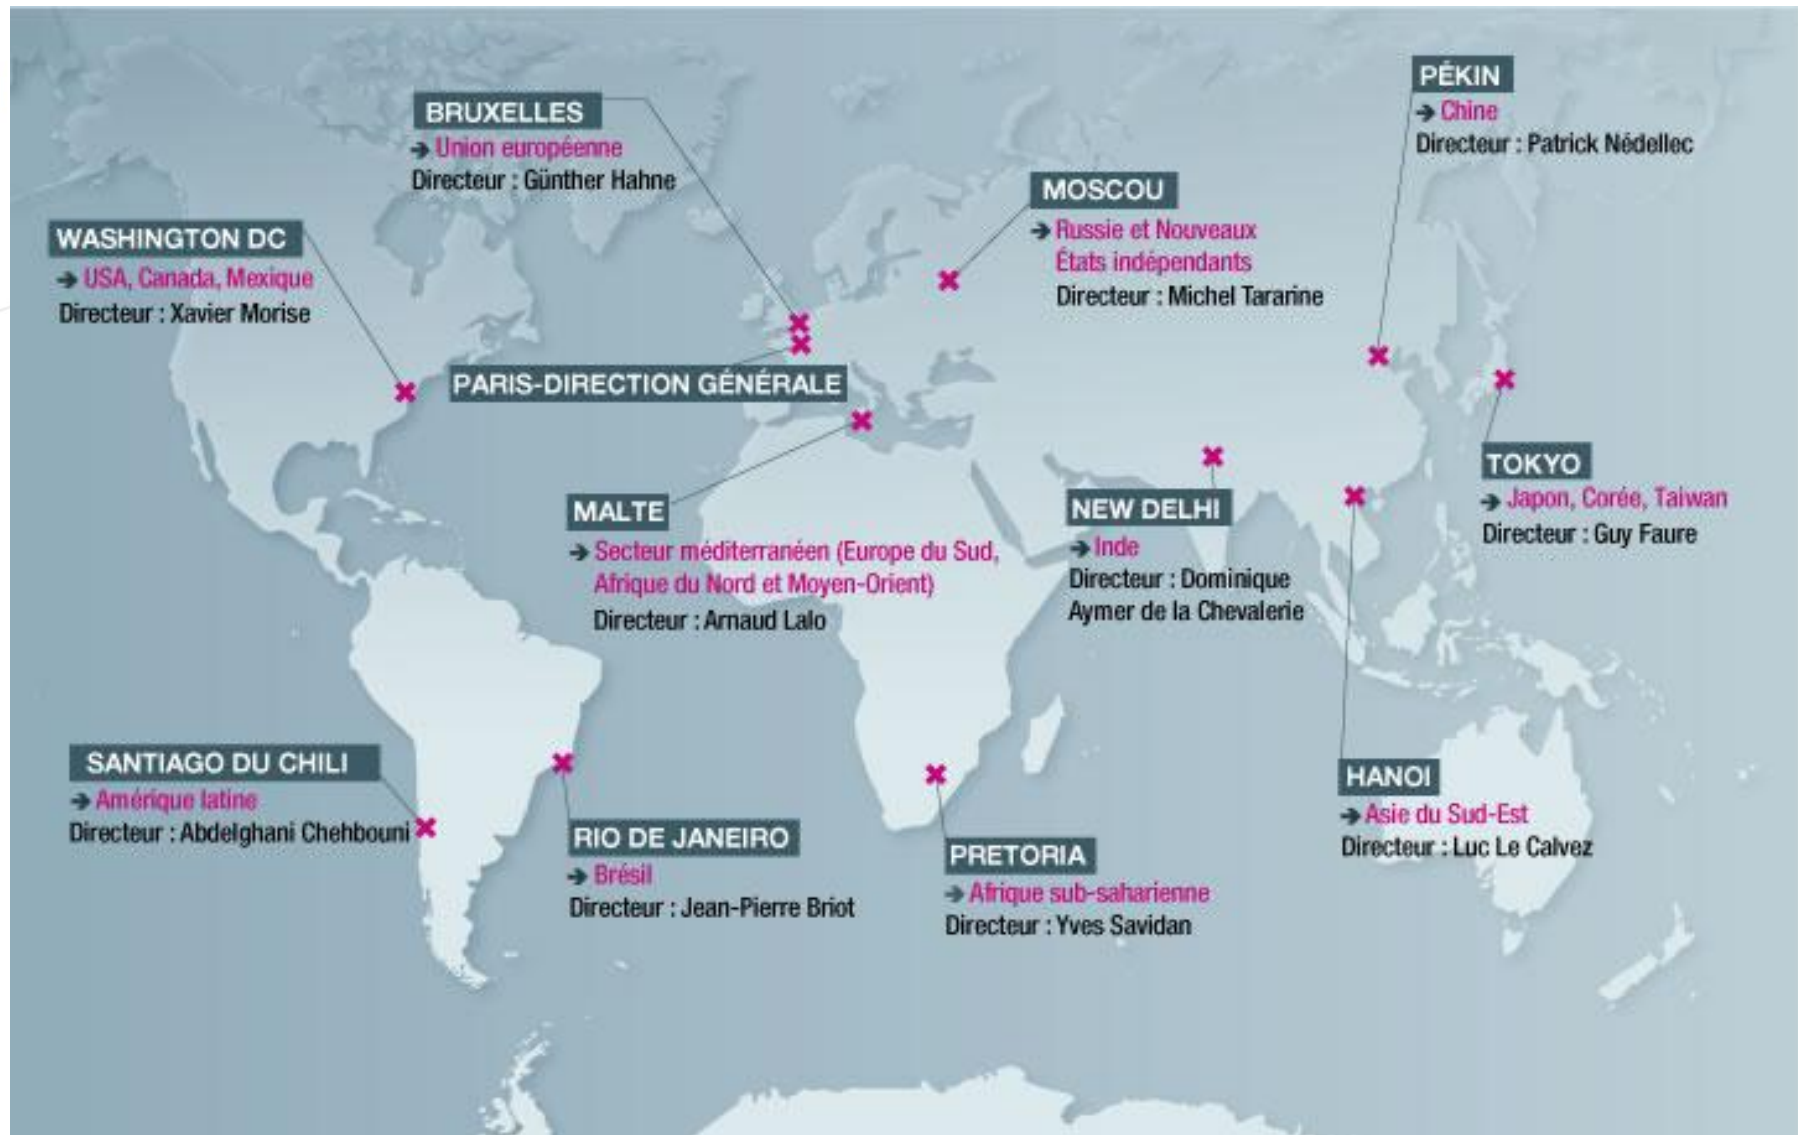 BRUXELLES
➔ Union européenne
Directeur : Günther Hahne
PÉKIN
➔ Chine
Directeur : Patrick Nédellec
MOSCOU
➔ Russie et Nouveaux
États indépendants
Directeur : Michel Tararine
WASHINGTON DC
➔ USA, Canada, Mexique
Directeur : Xavier Morise
PARIS-DIRECTION GÉNÉRALE
MALTE
➔ Secteur méditerranéen (Europe du Sud,
Afrique du Nord et Moyen-Orient)
Directeur : Arnaud Lalo
NEW DELHI
➔ Inde
Directeur : Dominique
Aymer de la Chevalerie
TOKYO
➔ Japon, Corée, Taiwan
Directeur : Guy Faure
SANTIAGO DU CHILI
➔ Amérique latine
Directeur : Abdelghani Chehbouni
RIO DE JANEIRO
➔ Brésil
Directeur : Jean-Pierre Briot
PRETORIA
➔ Afrique sub-saharienne
Directeur : Yves Savidan
HANOI
➔ Asie du Sud-Est
Directeur : Luc Le Calvez